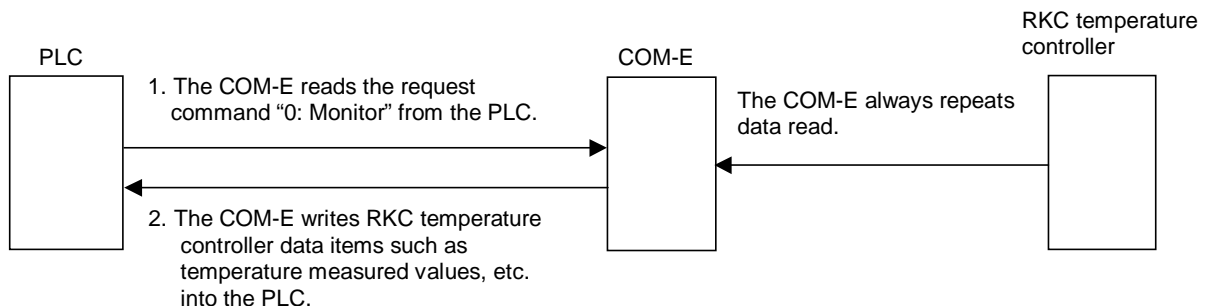 RKC temperature
controller
PLC
COM-E
1. The COM-E reads the request
command “0: Monitor” from the PLC.
The COM-E always repeats
data read.
2. The COM-E writes RKC temperature
controller data items such as
temperature measured values, etc.
into the PLC.